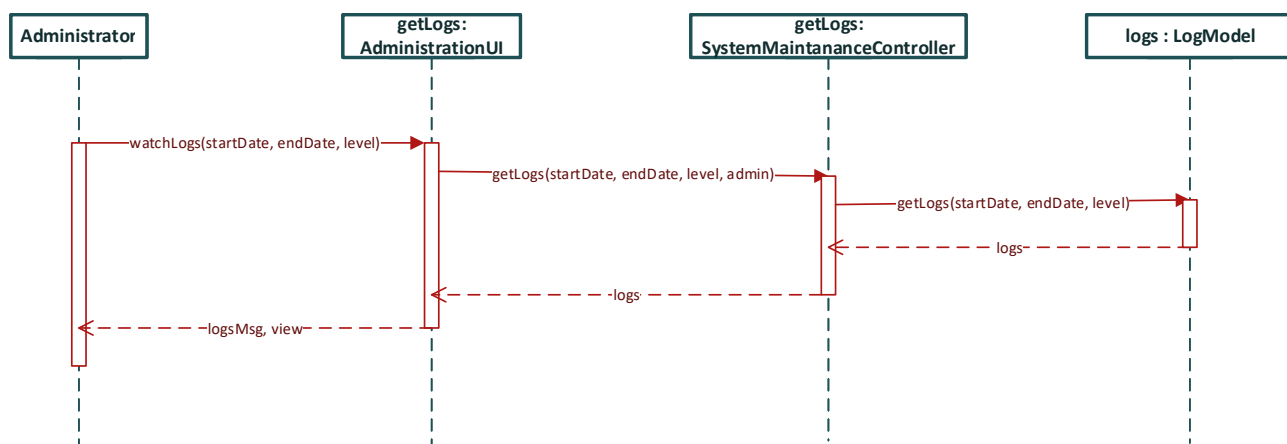 Administrator
getLogs:
AdministrationUI
getLogs:
SystemMaintananceController
logs : LogModel
watchLogs(startDate, endDate, level)
getLogs(startDate, endDate, level, admin)
getLogs(startDate, endDate, level)
logs
logs
logsMsg, view